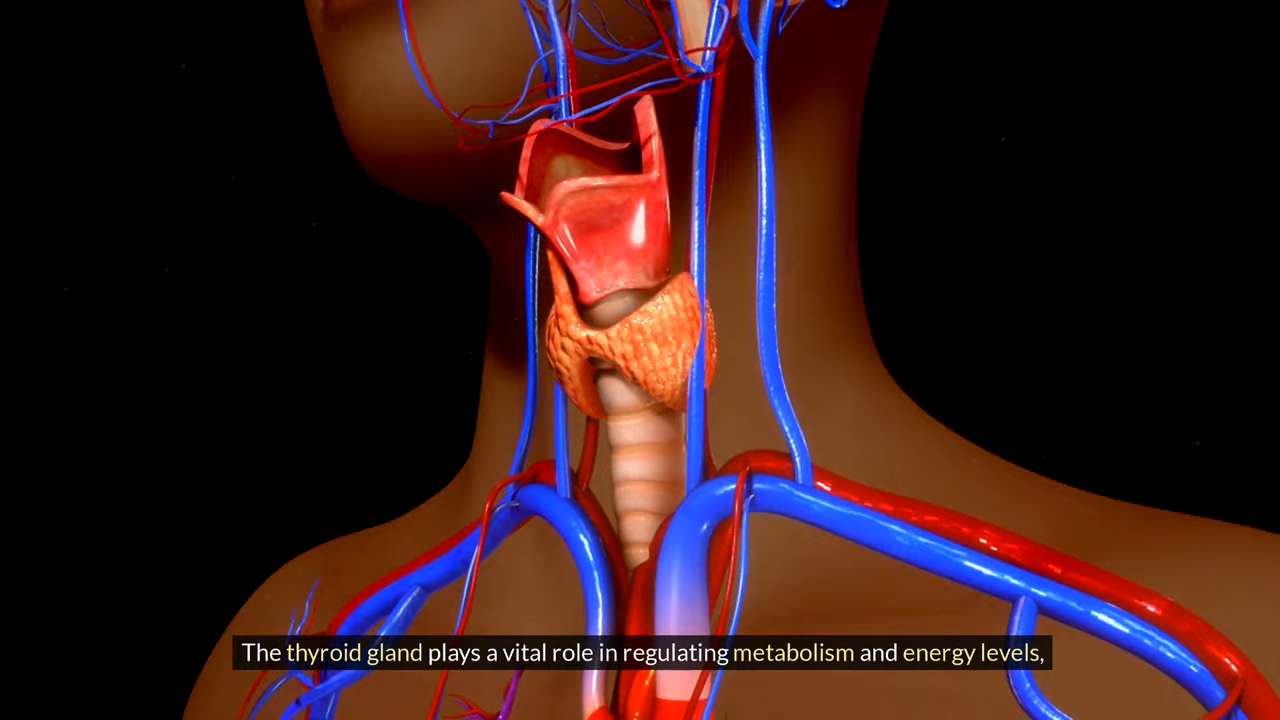 The thyroid gland plays a vital role in regulating metabolism and energy levels,